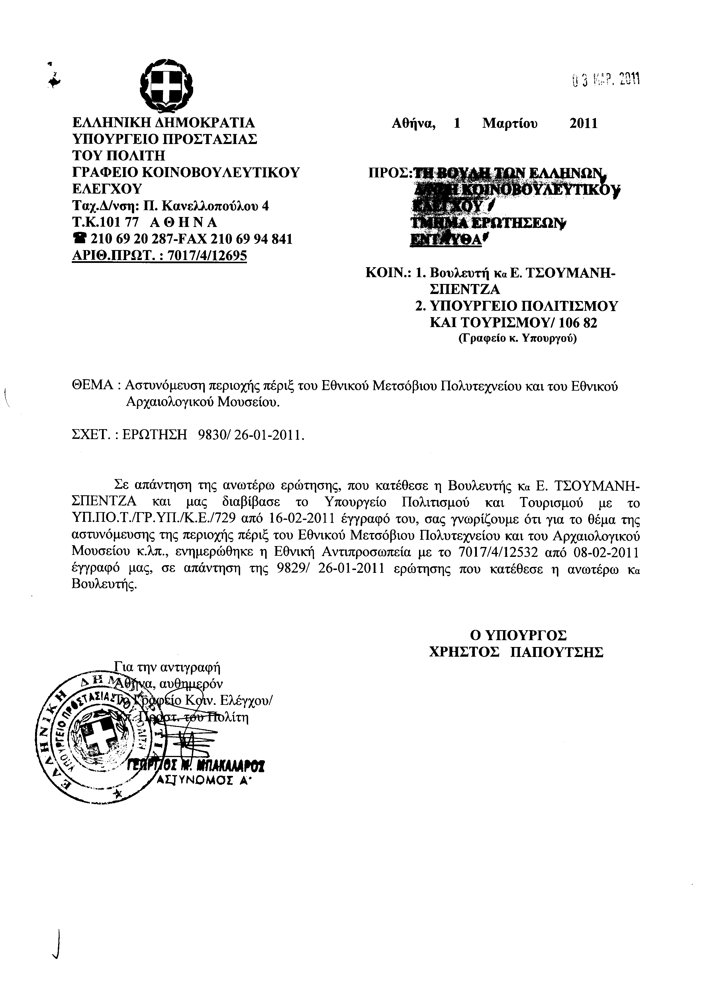 03 ΜΑΡ. 2011
ΕΛΛΗΝΙΚΗ ΔΗΜΟΚΡΑΤΙΑ
ΥΠΟΥΡΓΕΙΟ ΠΡΟΣΤΑΣΙΑΣ
ΤΟΥ ΠΟΛΙΤΗ
ΓΡΑΦΕΙΟ ΚΟΙΝΟΒΟΥΛΕΥΤΙΚΟΥ
ΕΛΕΓΧΟΥ
Ταχ.Δ/νση: Π. Κανελλοπούλου 4
Τ.Κ.101 77 Α Θ Η Ν Α
☎ 210 69 20 287-FAX 210 69 94 841
ΑΡΙΘ.ΠΡΩΤ. : 7017/4/12695
Αθήνα, 1 Μαρτίου 2011
ΠΡΟΣ:ΤΗ ΒΟΥΛΗ ΤΩΝ ΕΛΛΗΝΩΝ
Δ/ΝΣΗ ΚΟΙΝΟΒΟΥΛΕΥΤΙΚΟΥ
ΕΛΕΓΧΟΥ
ΤΜΗΜΑ ΕΡΩΤΗΣΕΩΝ
ΕΝΤΑΥΘΑ
ΚΟΙΝ.: 1. Βουλευτή κα Ε. ΤΣΟΥΜΑΝΗ-
ΣΠΕΝΤΖΑ
2. ΥΠΟΥΡΓΕΙΟ ΠΟΛΙΤΙΣΜΟΥ
ΚΑΙ ΤΟΥΡΙΣΜΟΥ/ 106 82
(Γραφείο κ. Υπουργού)
ΘΕΜΑ : Αστυνόμευση περιοχής πέριξ του Εθνικού Μετσόβιου Πολυτεχνείου και του Εθνικού
Αρχαιολογικού Μουσείου.
ΣΧΕΤ. : ΕΡΩΤΗΣΗ 9830/ 26-01-2011.
Σε απάντηση της ανωτέρω ερώτησης, που κατέθεσε η Βουλευτής κα Ε. ΤΣΟΥΜΑΝΗ-
ΣΠΕΝΤΖΑ και μας διαβίβασε το Υπουργείο Πολιτισμού και Τουρισμού με το
ΥΠ.ΠΟ.Τ./ΓΡ.ΥΠ./Κ.Ε./729 από 16-02-2011 έγγραφό του, σας γνωρίζουμε ότι για το θέμα της
αστυνόμευσης της περιοχής πέριξ του Εθνικού Μετσόβιου Πολυτεχνείου και του Αρχαιολογικού
Μουσείου κ.λπ., ενημερώθηκε η Εθνική Αντιπροσωπεία με το 7017/4/12532 από 08-02-2011
έγγραφό μας, σε απάντηση της 9829/ 26-01-2011 ερώτησης που κατέθεσε η ανωτέρω κα
Βουλευτής.
Ο ΥΠΟΥΡΓΟΣ
ΧΡΗΣΤΟΣ ΠΑΠΟΥΤΣΗΣ
Για την αντιγραφή
Αθήνα, αυθημερόν
Το Γραφείο Κοιν. Ελέγχου/
Υπ. Προστ. του Πολίτη
ΕΛΛΗΝΙΚΗ ΔΗΜΟΚΡΑΤΙΑ
ΥΠΟΥΡΓΕΙΟ ΠΡΟΣΤΑΣΙΑΣ ΤΟΥ ΠΟΛΙΤΗ
ΓΕΩΡΓΙΟΣ Μ. ΜΠΑΚΑΛΑΡΟΣ
ΑΣΤΥΝΟΜΟΣ Α'